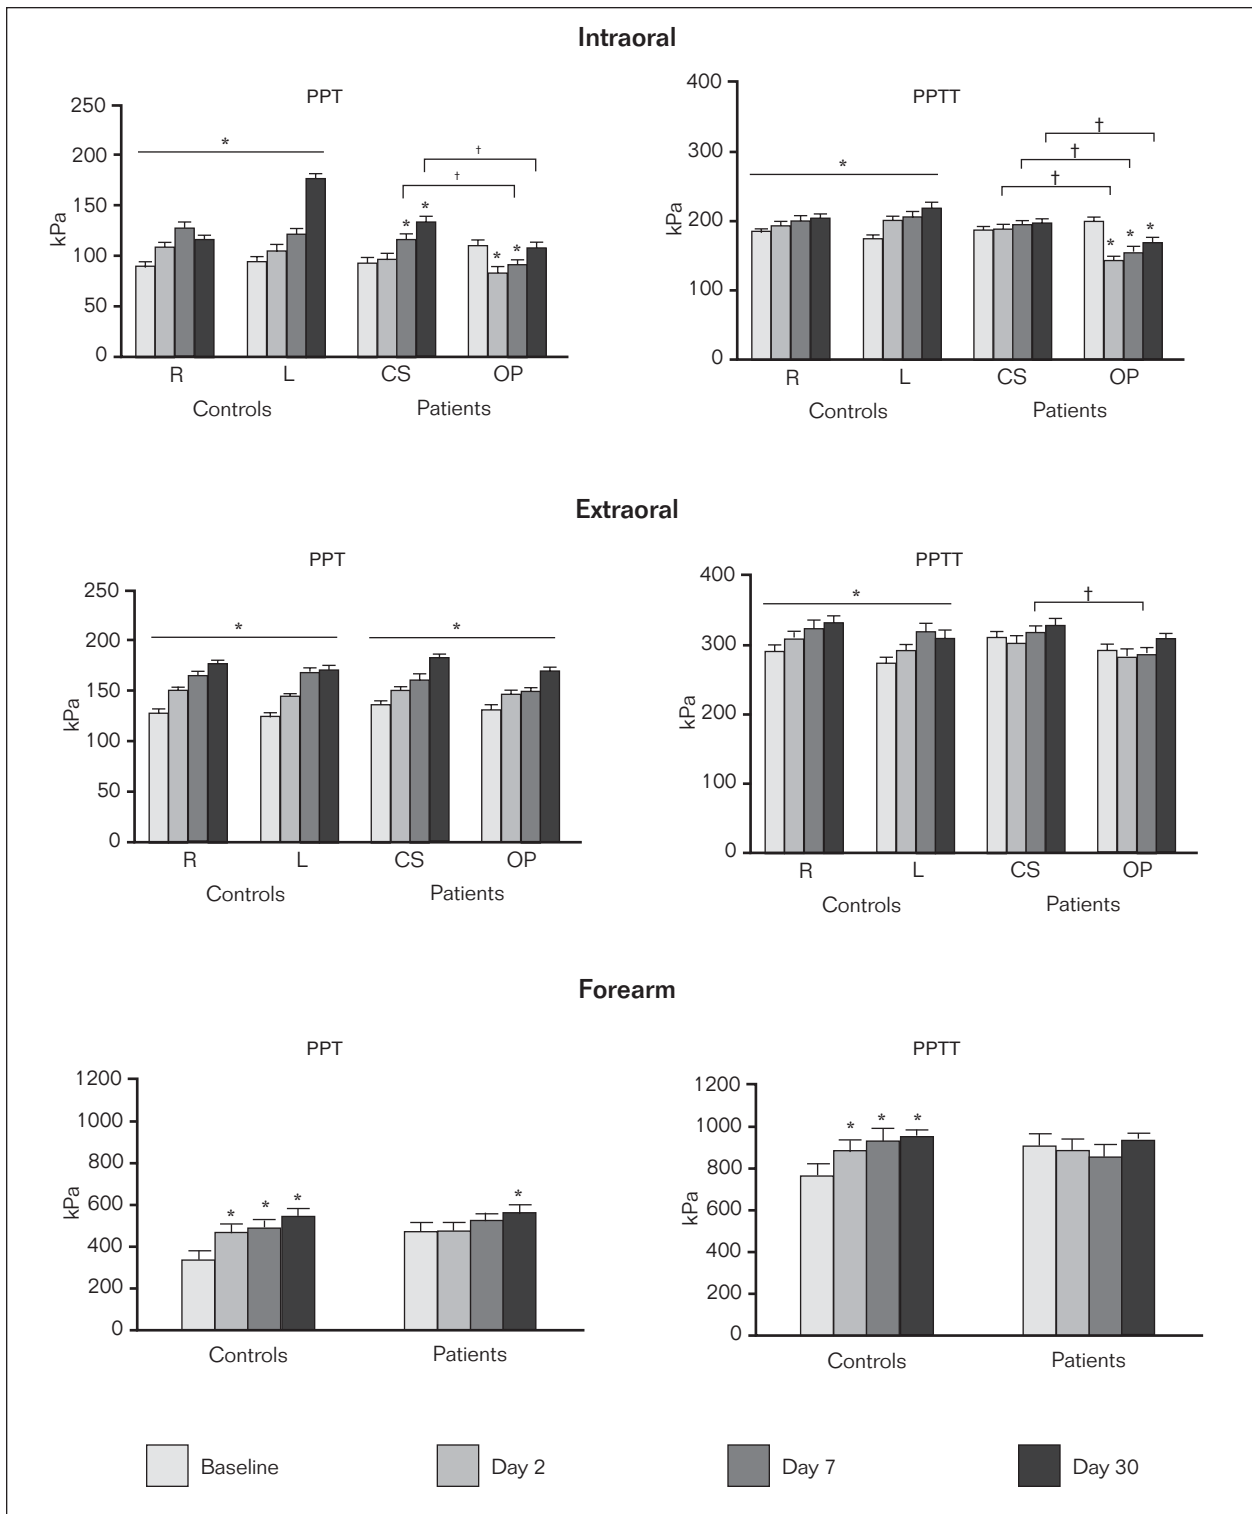 Intraoral
PPT
250
200
150
100
50
0
kPa
*
* * * *
† †
R L CS OP
Controls Patients
PPTT
400
300
200
100
0
kPa
*
* * *
† † †
R L CS OP
Controls Patients
Extraoral
PPT
250
200
150
100
50
0
kPa
* *
R L CS OP
Controls Patients
PPTT
400
300
200
100
0
kPa
* †
R L CS OP
Controls Patients
Forearm
PPT
1200
1000
800
600
400
200
0
kPa
* * * *
Controls Patients
PPTT
1200
1000
800
600
400
200
0
kPa
* * *
Controls Patients
Baseline Day 2 Day 7 Day 30